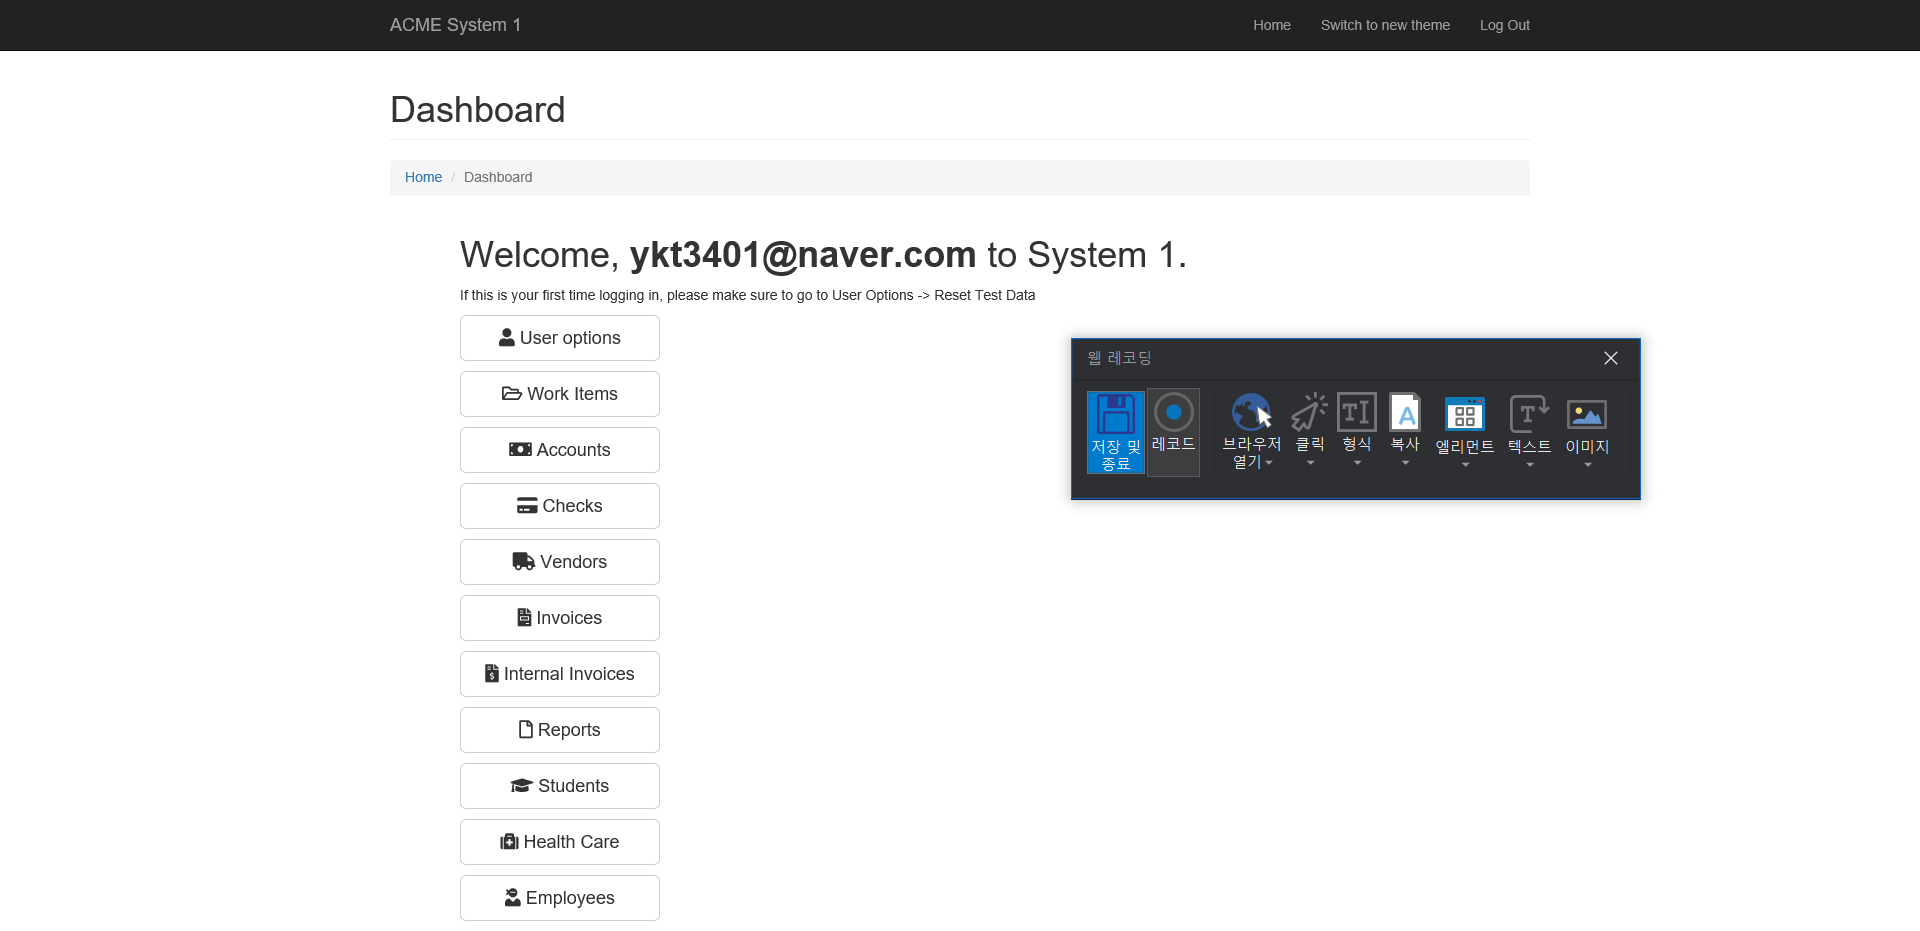 ACME System 1
Home
Switch to new theme
Log Out
Dashboard
Home / Dashboard
Welcome, ykt3401@naver.com to System 1.
If this is your first time logging in, please make sure to go to User Options -> Reset Test Data
User options
Work Items
Accounts
Checks
Vendors
Invoices
Internal Invoices
Reports
Students
Health Care
Employees
웹 레코딩
저장 및
종료
레코드
브라우저
열기
클릭
형식
복사
엘리먼트
텍스트
이미지